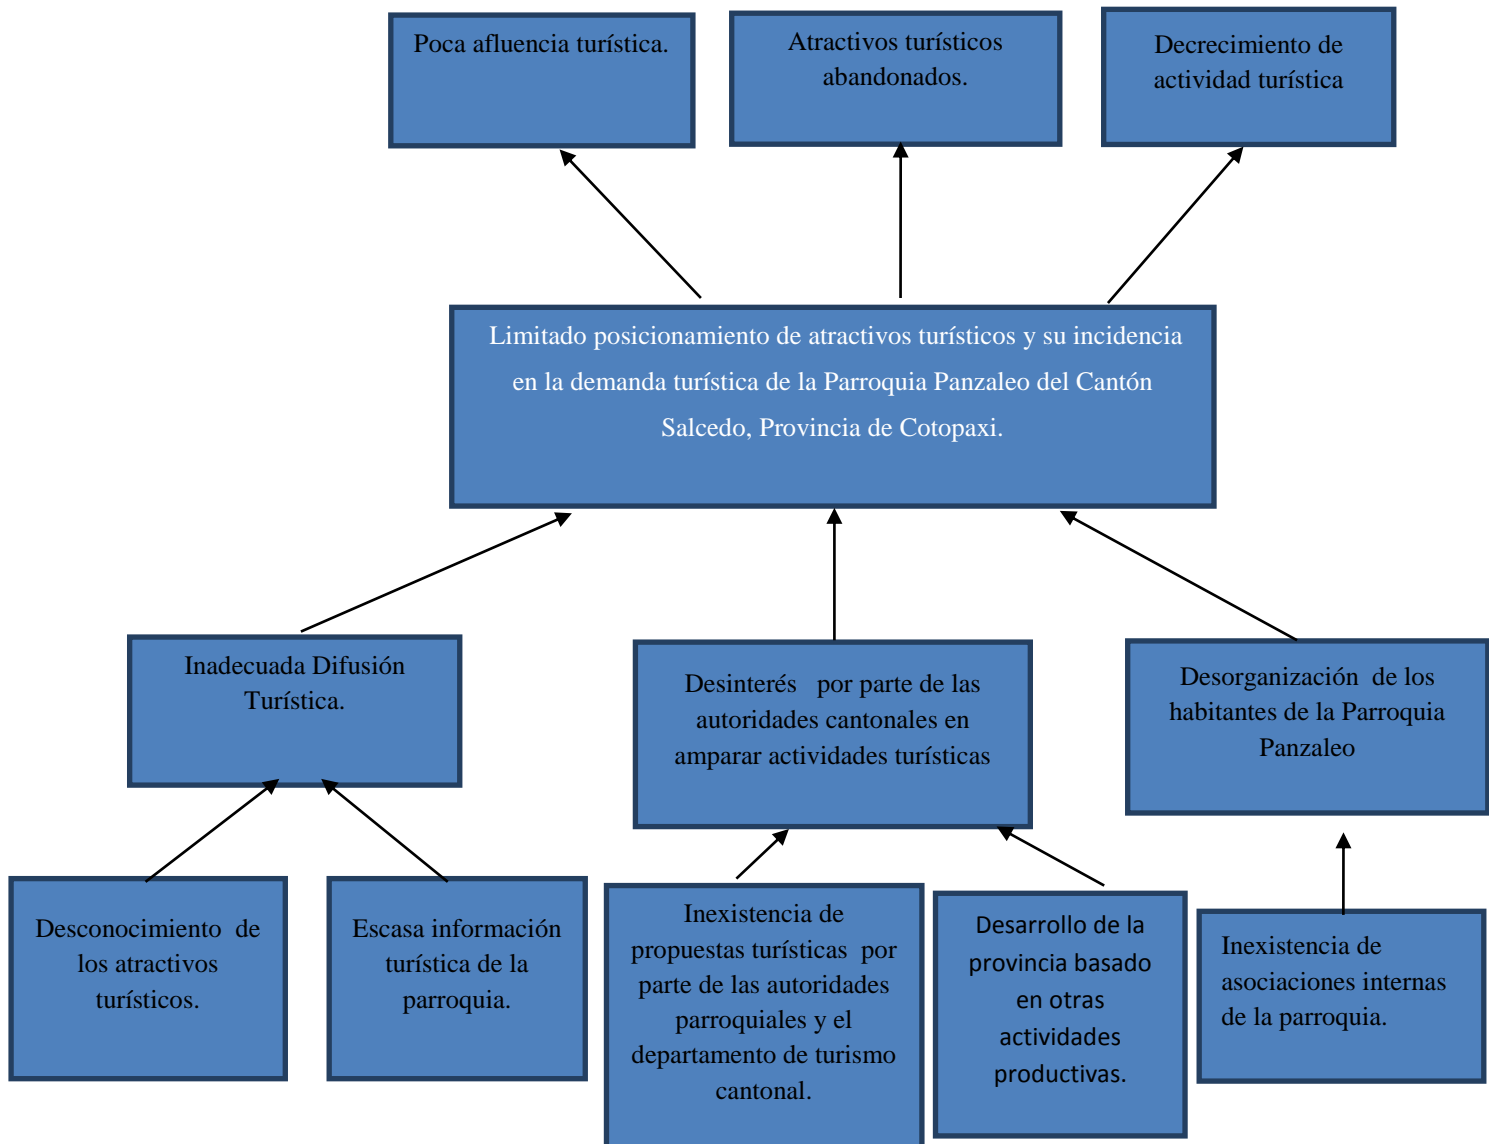 Poca afluencia turística.
Atractivos turísticos
abandonados.
Decrecimiento de
actividad turística
Limitado posicionamiento de atractivos turísticos y su incidencia
en la demanda turística de la Parroquia Panzaleo del Cantón
Salcedo, Provincia de Cotopaxi.
Inadecuada Difusión
Turística.
Desinterés por parte de las
autoridades cantonales en
amparar actividades turísticas
Desorganización de los
habitantes de la Parroquia
Panzaleo
Desconocimiento de
los atractivos
turísticos.
Escasa información
turística de la
parroquia.
Inexistencia de
propuestas turísticas por
parte de las autoridades
parroquiales y el
departamento de turismo
cantonal.
Desarrollo de la
provincia basado
en otras
actividades
productivas.
Inexistencia de
asociaciones internas
de la parroquia.